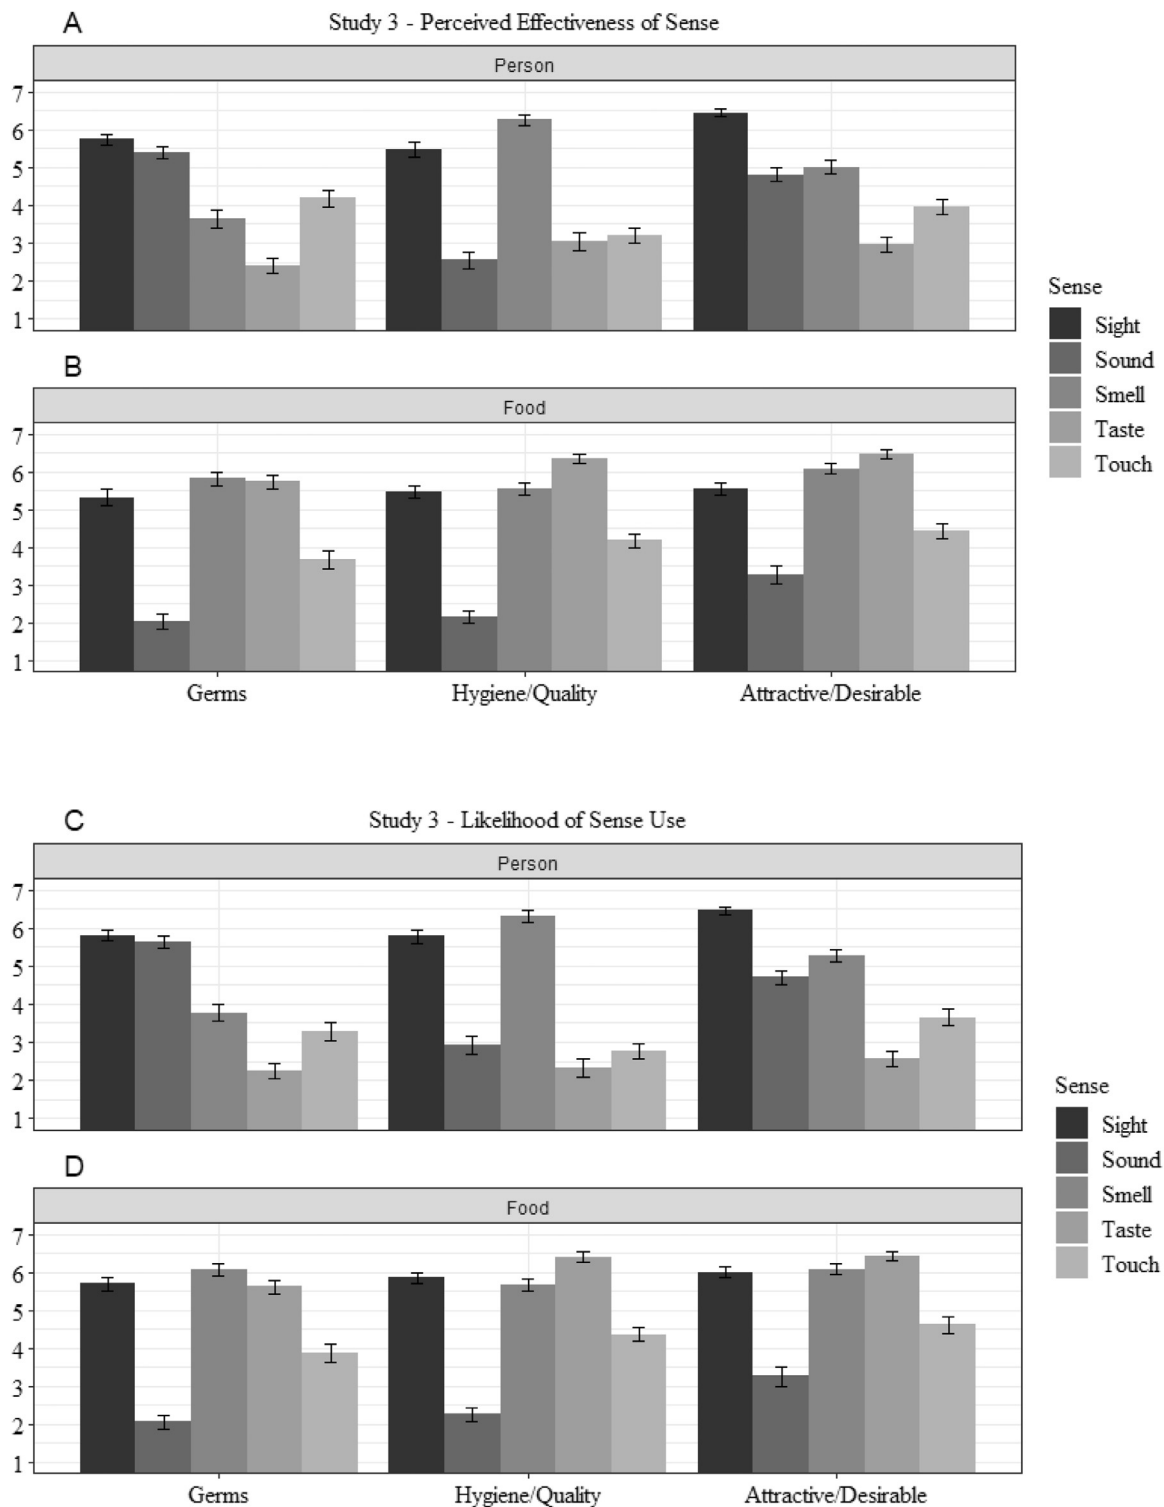 A
Study 3 - Perceived Effectiveness of Sense
Person
7
6
5
4
3
2
1
B
Food
7
6
5
4
3
2
1
Germs
Hygiene/Quality
Attractive/Desirable
Sense
Sight
Sound
Smell
Taste
Touch
C
Study 3 - Likelihood of Sense Use
Person
7
6
5
4
3
2
1
D
Food
7
6
5
4
3
2
1
Germs
Hygiene/Quality
Attractive/Desirable
Sense
Sight
Sound
Smell
Taste
Touch